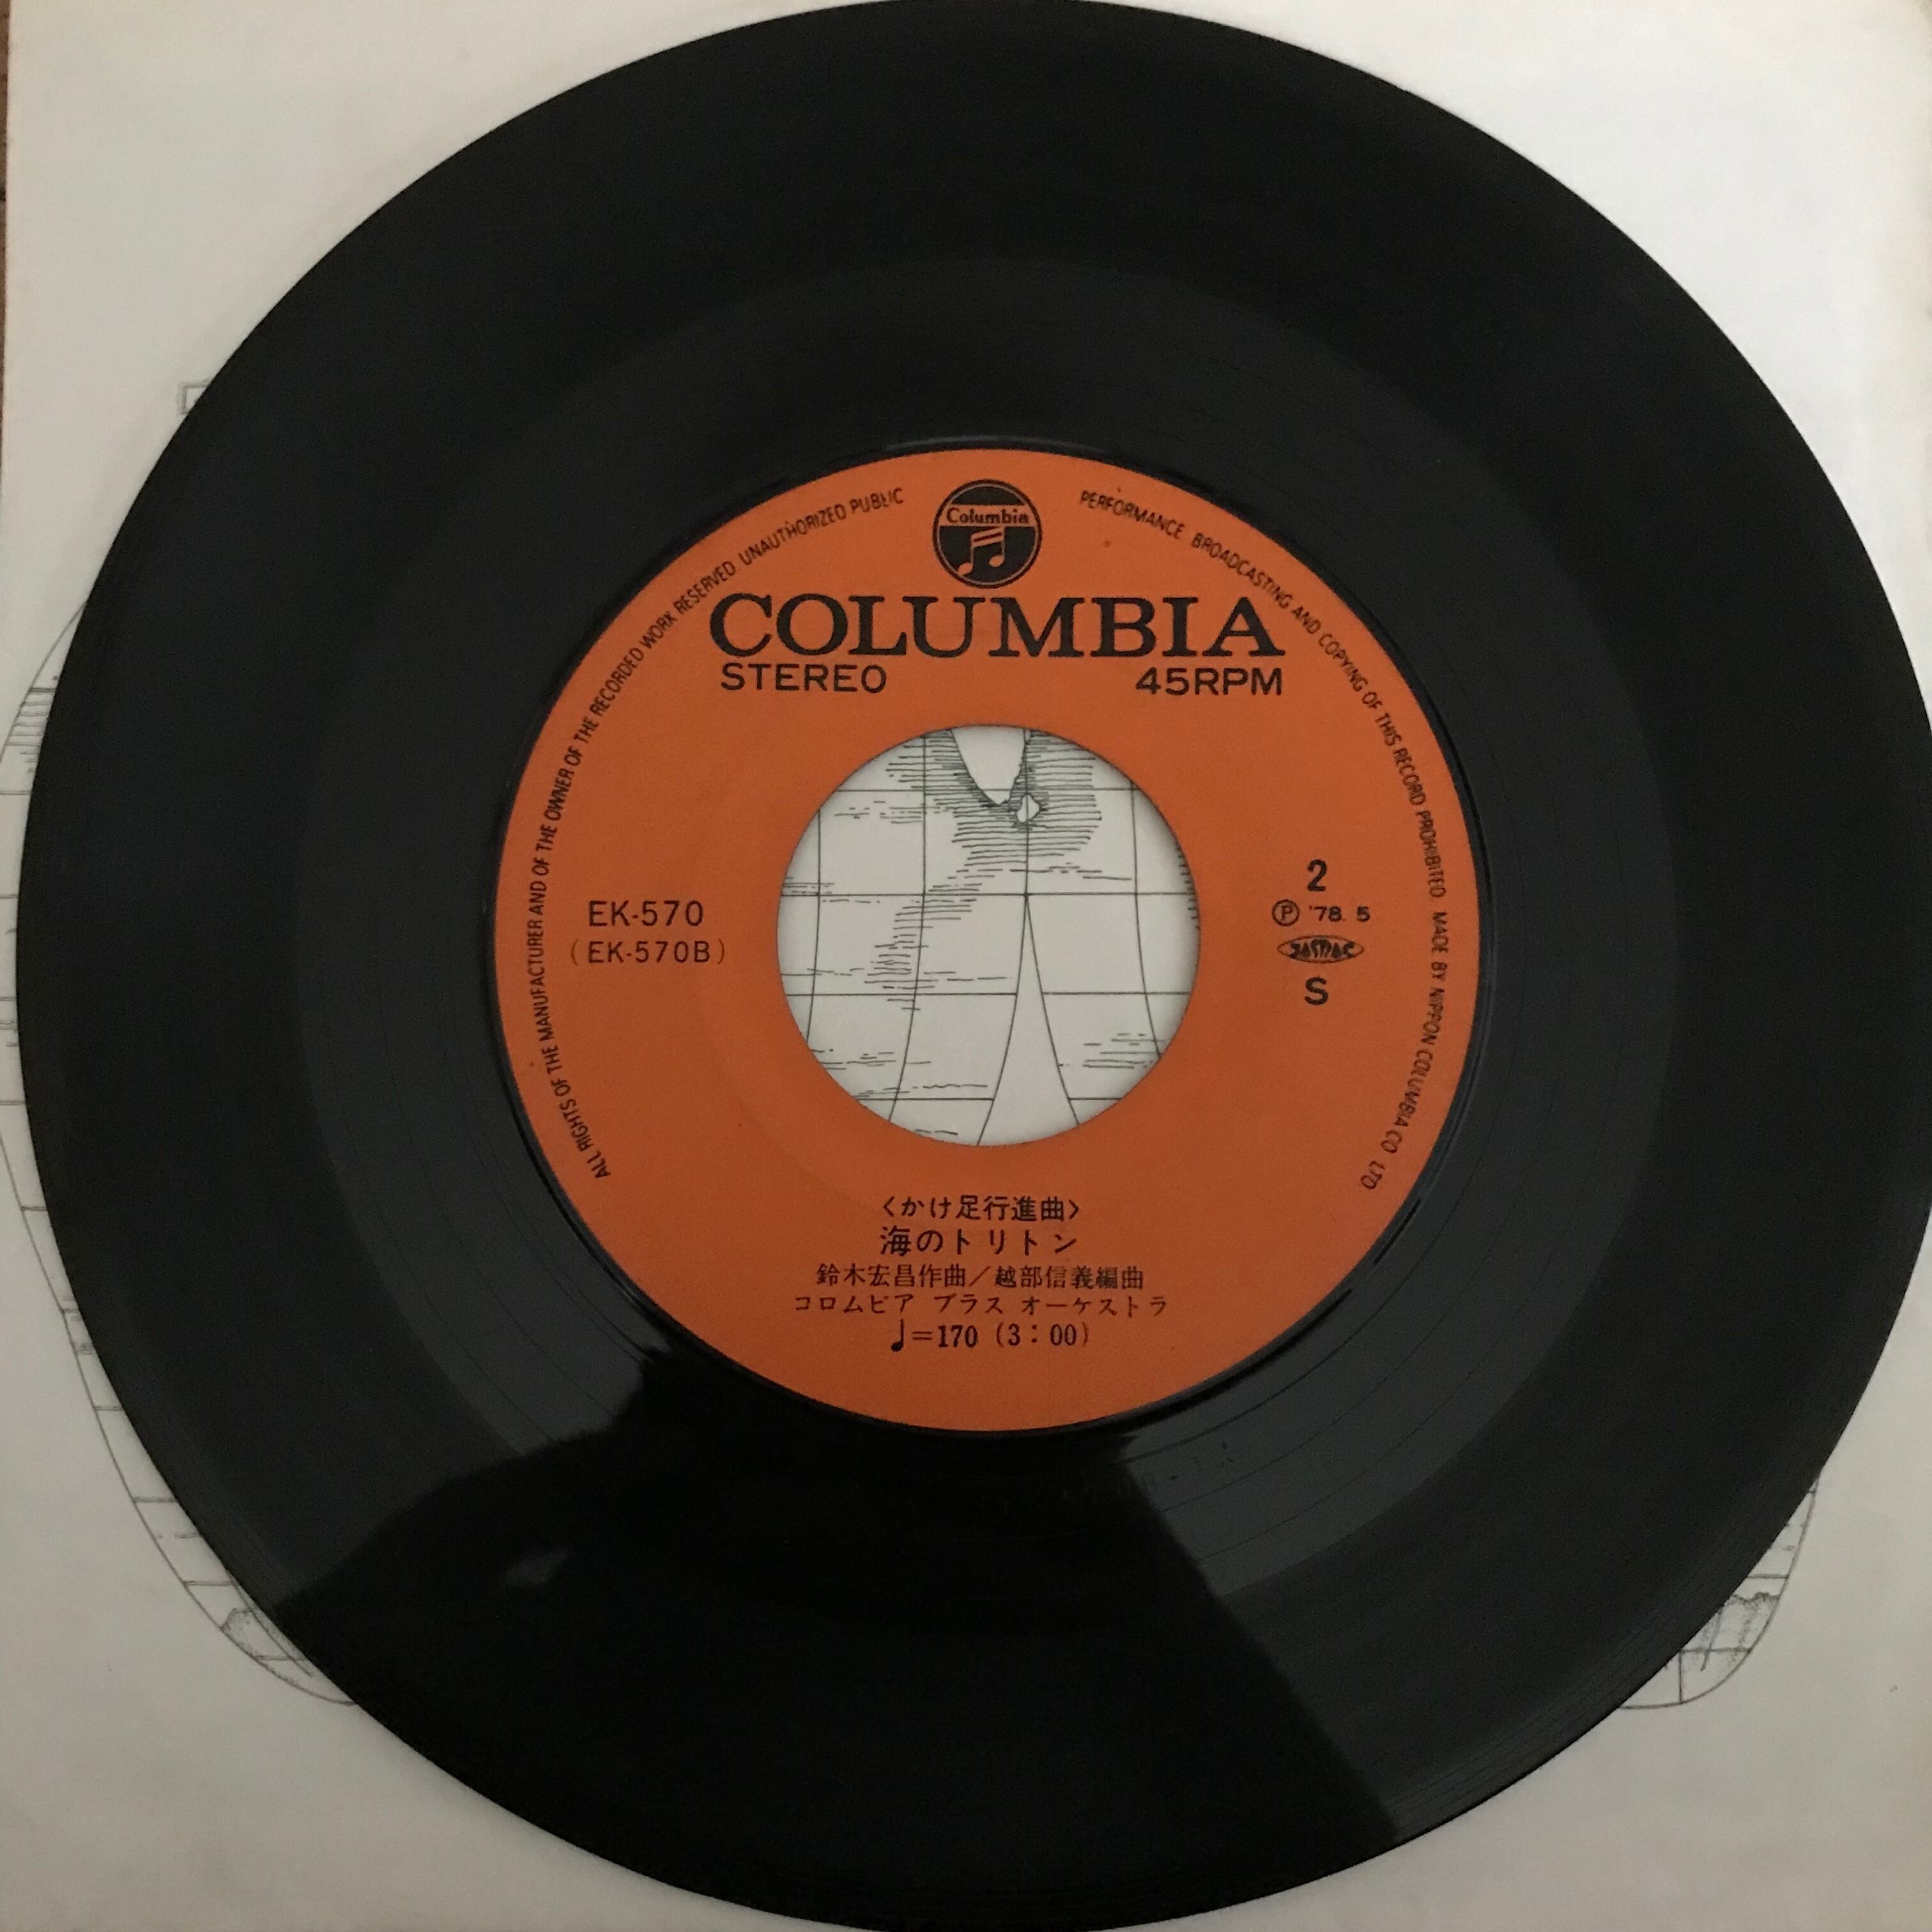 Columbia
COLUMBIA
STEREO 45RPM
ALL RIGHTS OF THE MANUFACTURER AND OF THE OWNER OF THE RECORDED WORK RESERVED UNAUTHORIZED PUBLIC PERFORMANCE BROADCASTING AND COPYING OF THIS RECORD PROHIBITED MADE BY NIPPON COLUMBIA CO LTD
EK-570
(EK-570B)
2
Ⓟ '78.5
JASRAC
S
〈かけ足行進曲〉
海のトリトン
鈴木宏昌作曲/越部信義編曲
コロムビア ブラス オーケストラ
♩=170 (3:00)